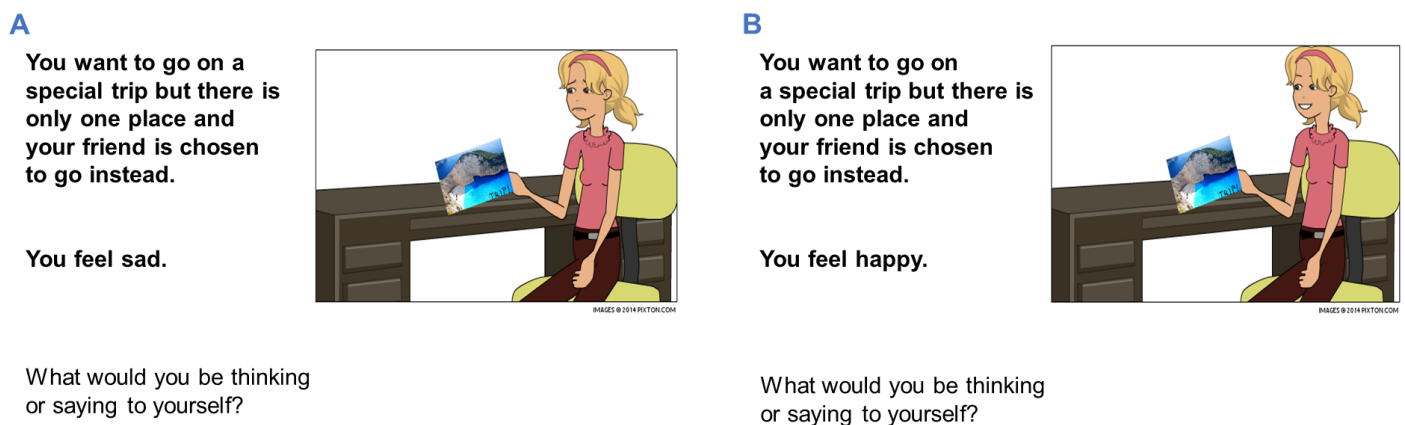 A
You want to go on a
special trip but there is
only one place and
your friend is chosen
to go instead.
You feel sad.
TRIP!
IMAGES © 2014 PIXTON.COM
What would you be thinking
or saying to yourself?
B
You want to go on
a special trip but there is
only one place and
your friend is chosen
to go instead.
You feel happy.
TRIP!
IMAGES © 2014 PIXTON.COM
What would you be thinking
or saying to yourself?